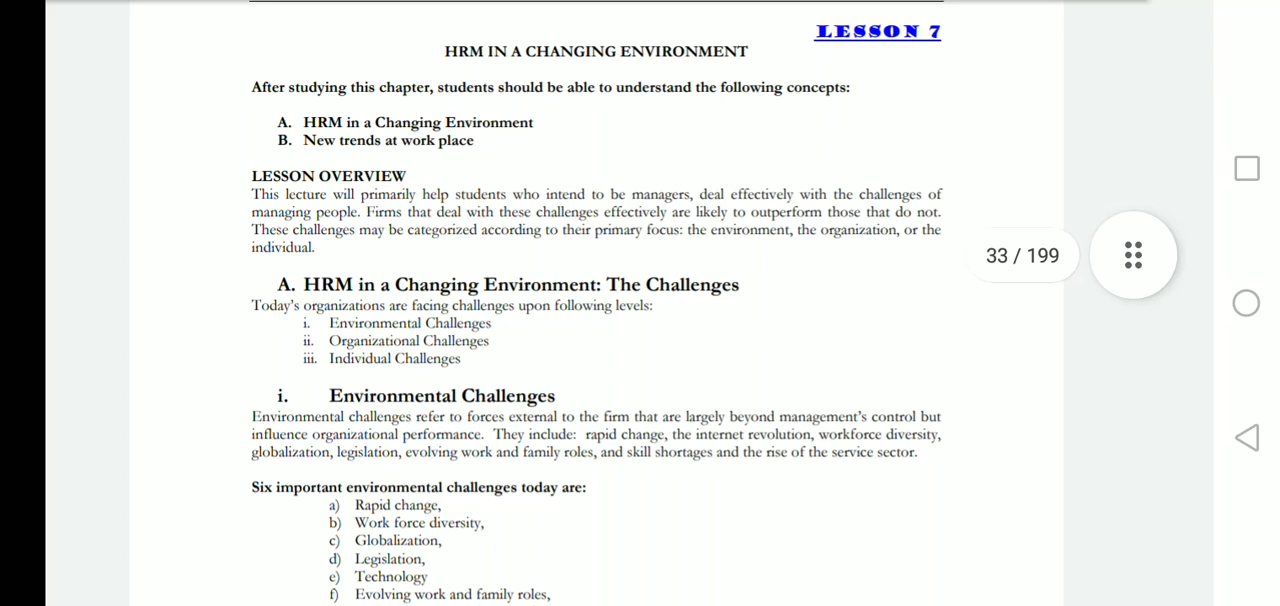 LESSON 7
HRM IN A CHANGING ENVIRONMENT
After studying this chapter, students should be able to understand the following concepts:
A. HRM in a Changing Environment
B. New trends at work place
LESSON OVERVIEW
This lecture will primarily help students who intend to be managers, deal effectively with the challenges of
managing people. Firms that deal with these challenges effectively are likely to outperform those that do not.
These challenges may be categorized according to their primary focus: the environment, the organization, or the
individual.
33 / 199
A. HRM in a Changing Environment: The Challenges
Today's organizations are facing challenges upon following levels:
i. Environmental Challenges
ii. Organizational Challenges
iii. Individual Challenges
i. Environmental Challenges
Environmental challenges refer to forces external to the firm that are largely beyond management's control but
influence organizational performance. They include: rapid change, the internet revolution, workforce diversity,
globalization, legislation, evolving work and family roles, and skill shortages and the rise of the service sector.
Six important environmental challenges today are:
a) Rapid change,
b) Work force diversity,
c) Globalization,
d) Legislation,
e) Technology
f) Evolving work and family roles,